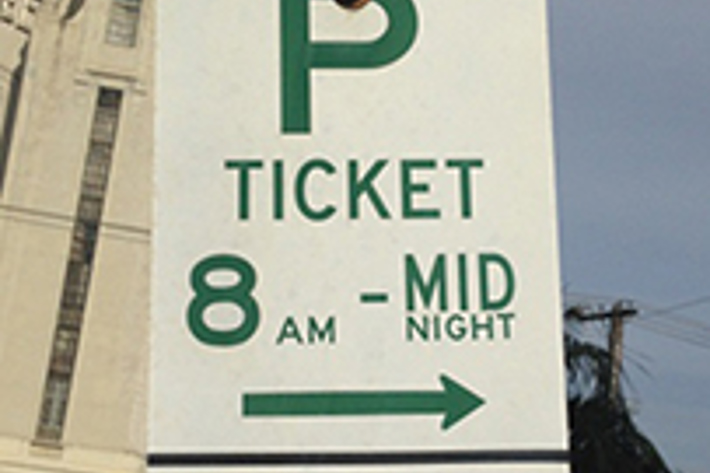 P
TICKET
8 AM - MID
NIGHT